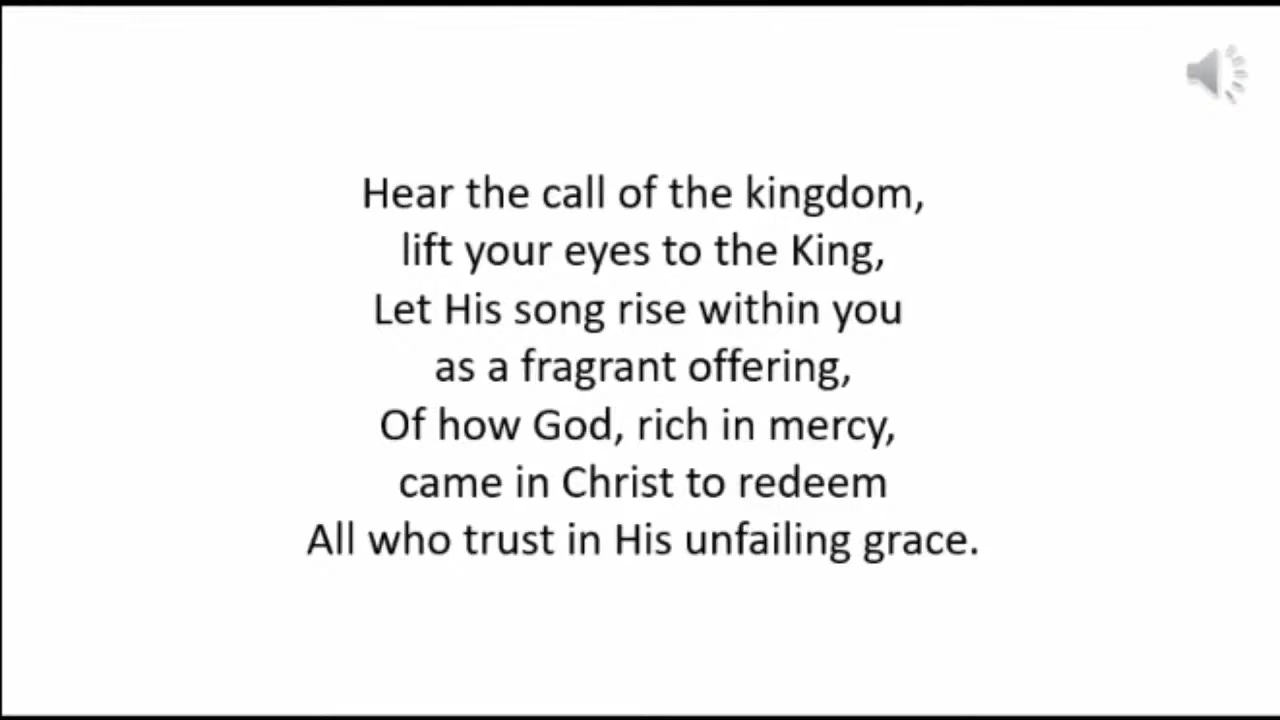 Hear the call of the kingdom,
lift your eyes to the King,
Let His song rise within you
as a fragrant offering,
Of how God, rich in mercy,
came in Christ to redeem
All who trust in His unfailing grace.